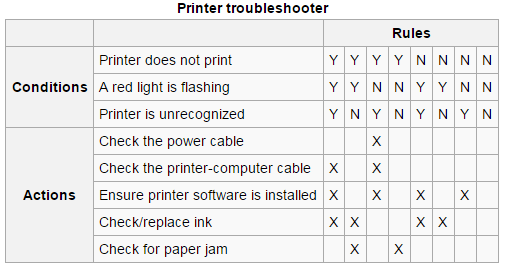 Printer troubleshooter
Rules
Conditions
Printer does not print Y Y Y Y N N N N
A red light is flashing Y Y N N Y Y N N
Printer is unrecognized Y N Y N Y N Y N
Actions
Check the power cable X
Check the printer-computer cable X X
Ensure printer software is installed X X X X
Check/replace ink X X X X
Check for paper jam X X